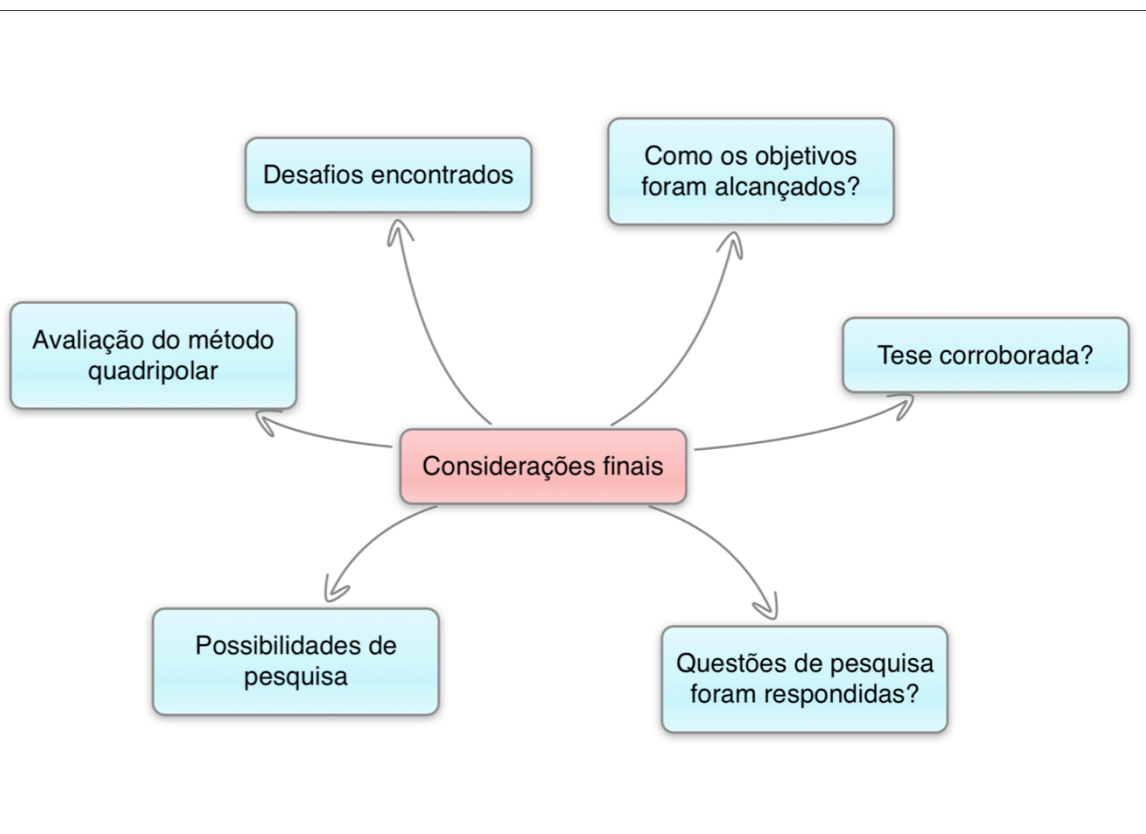 Desafios encontrados
Como os objetivos
foram alcançados?
Avaliação do método
quadripolar
Tese corroborada?
Considerações finais
Possibilidades de
pesquisa
Questões de pesquisa
foram respondidas?